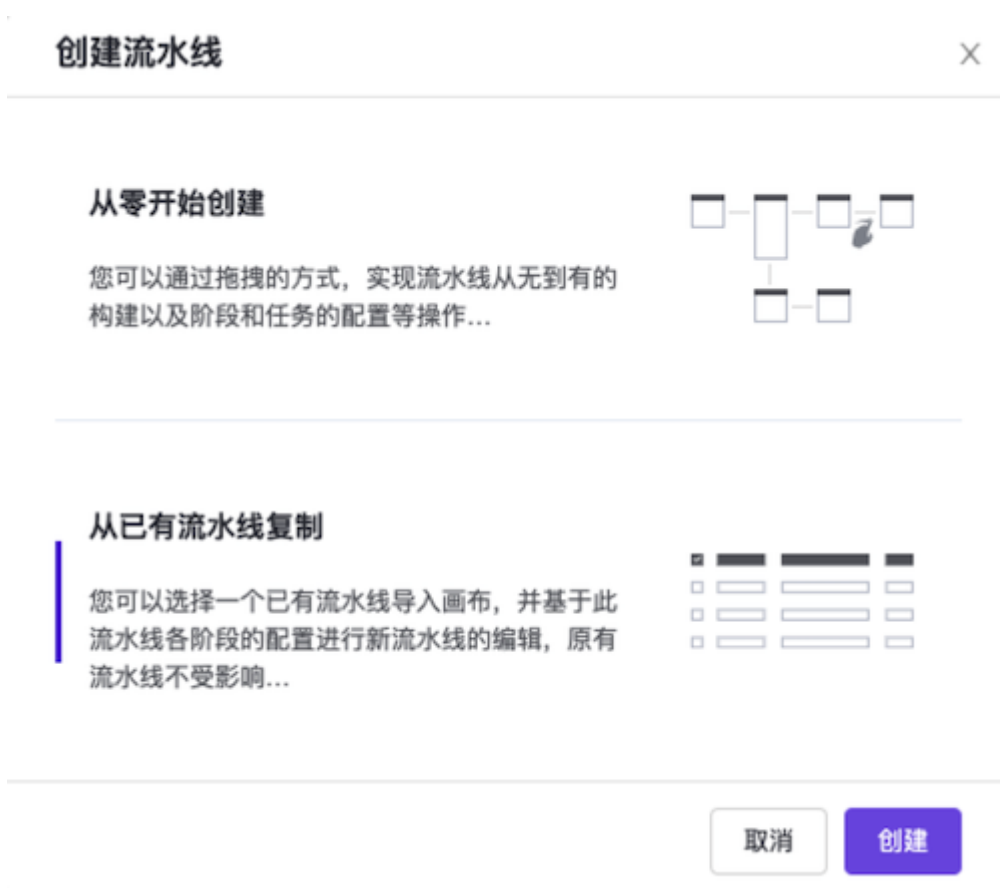 创建流水线
从零开始创建
您可以通过拖拽的方式，实现流水线从无到有的
构建以及阶段和任务的配置等操作...
从已有流水线复制
您可以选择一个已有流水线导入画布，并基于此
流水线各阶段的配置进行新流水线的编辑，原有
流水线不受影响...
取消
创建